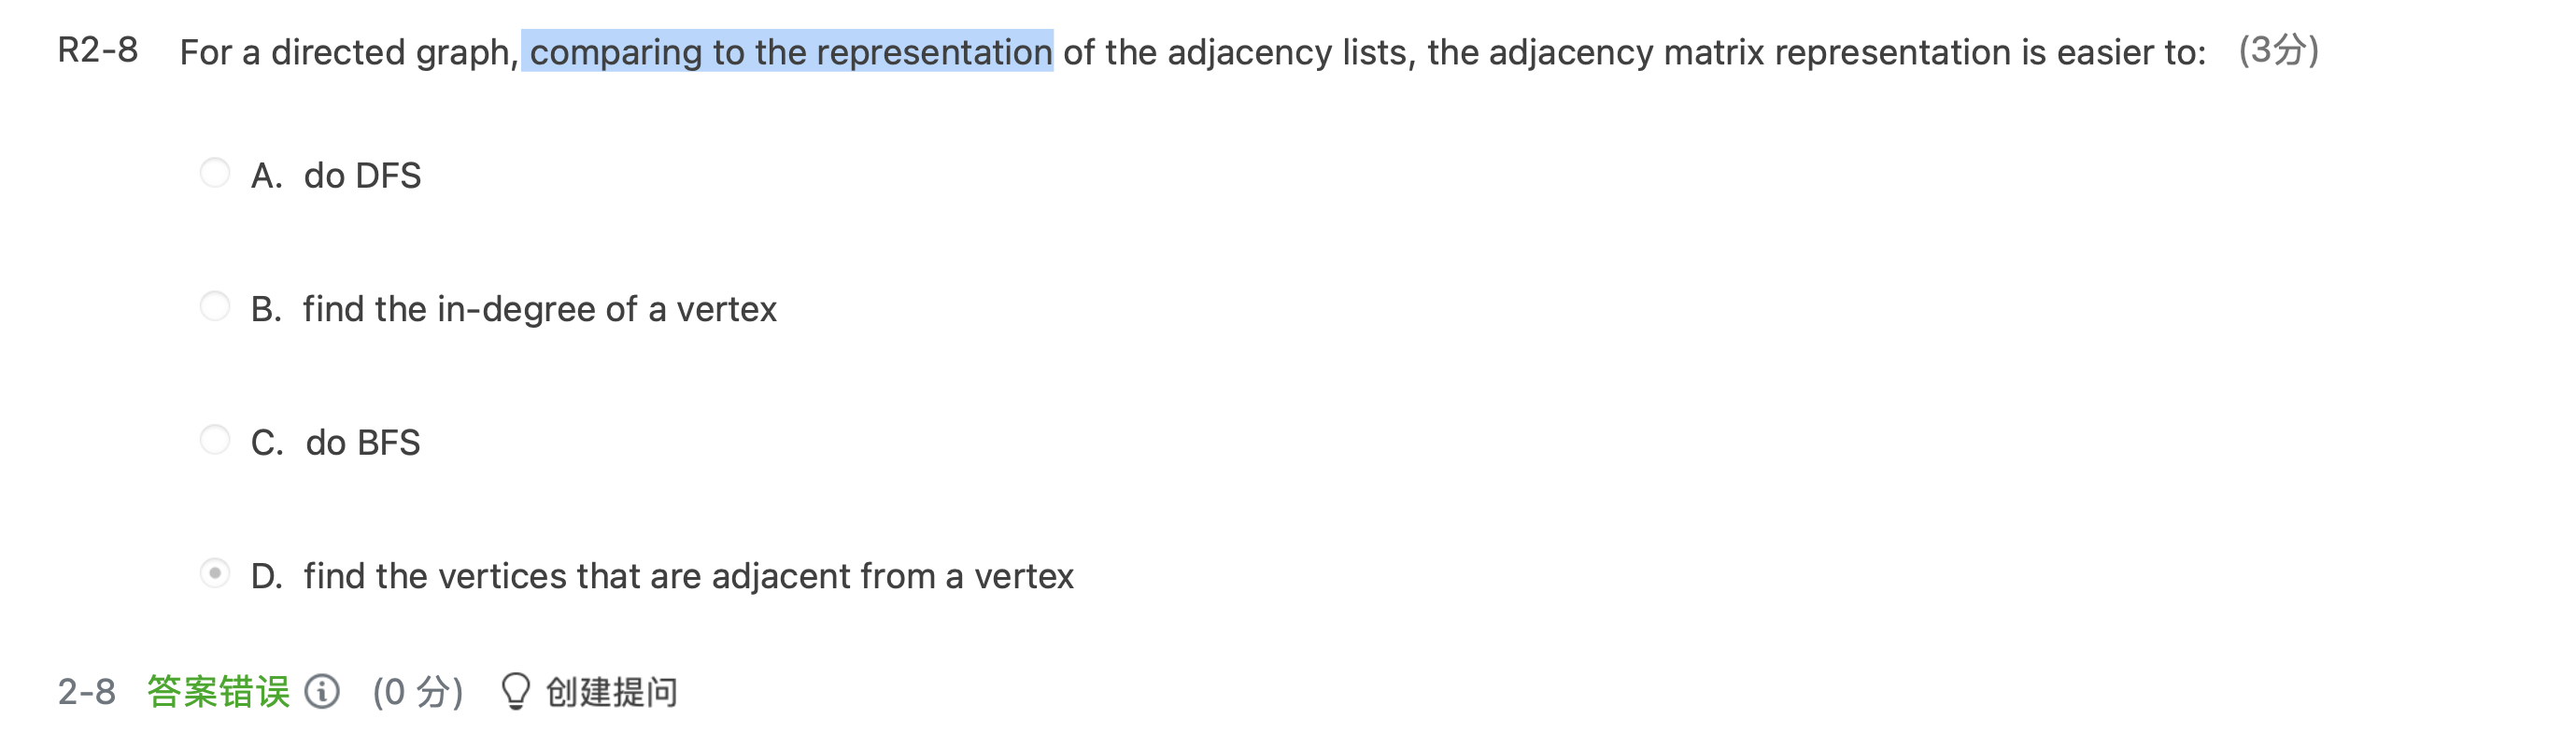 R2-8 For a directed graph, comparing to the representation of the adjacency lists, the adjacency matrix representation is easier to: (3分)
A. do DFS
B. find the in-degree of a vertex
C. do BFS
D. find the vertices that are adjacent from a vertex
2-8 答案错误 (0 分) 创建提问